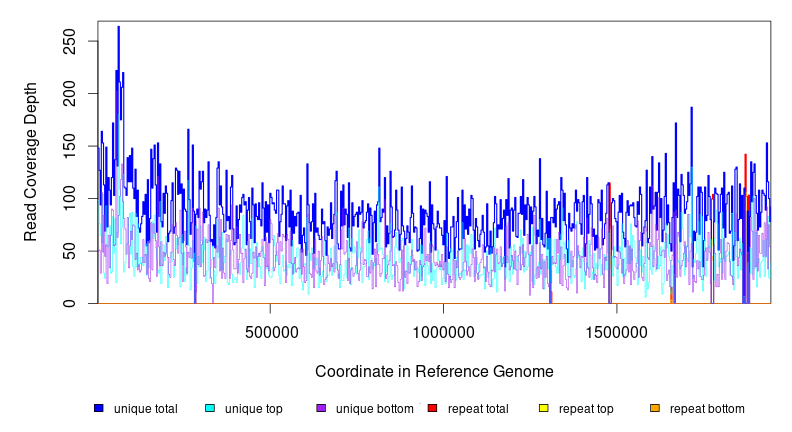 250
200
150
100
50
0
Read Coverage Depth
500000 1000000 1500000
Coordinate in Reference Genome
unique total unique top unique bottom repeat total repeat top repeat bottom